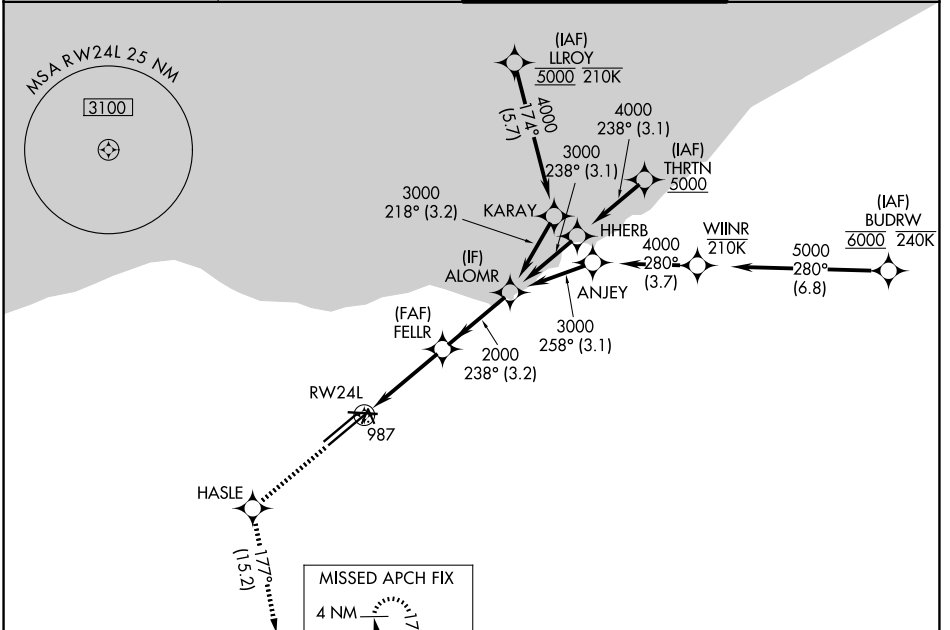 MSA RW24L 25 NM
3100
(IAF)
LLROY
5000 210K
4000
174°
(5.7)
4000
238° (3.1)
3000
238° (3.1)
(IAF)
THRTN
5000
3000
218° (3.2)
KARAY
HHERB
(IAF)
BUDRW
6000 240K
WIINR
210K
4000
280°
(3.7)
5000
280°
(6.8)
(IF)
ALOMR
ANJEY
3000
258° (3.1)
(FAF)
FELLR
2000
238° (3.2)
RW24L
987
HASLE
177°
(15.2)
MISSED APCH FIX
4 NM
17